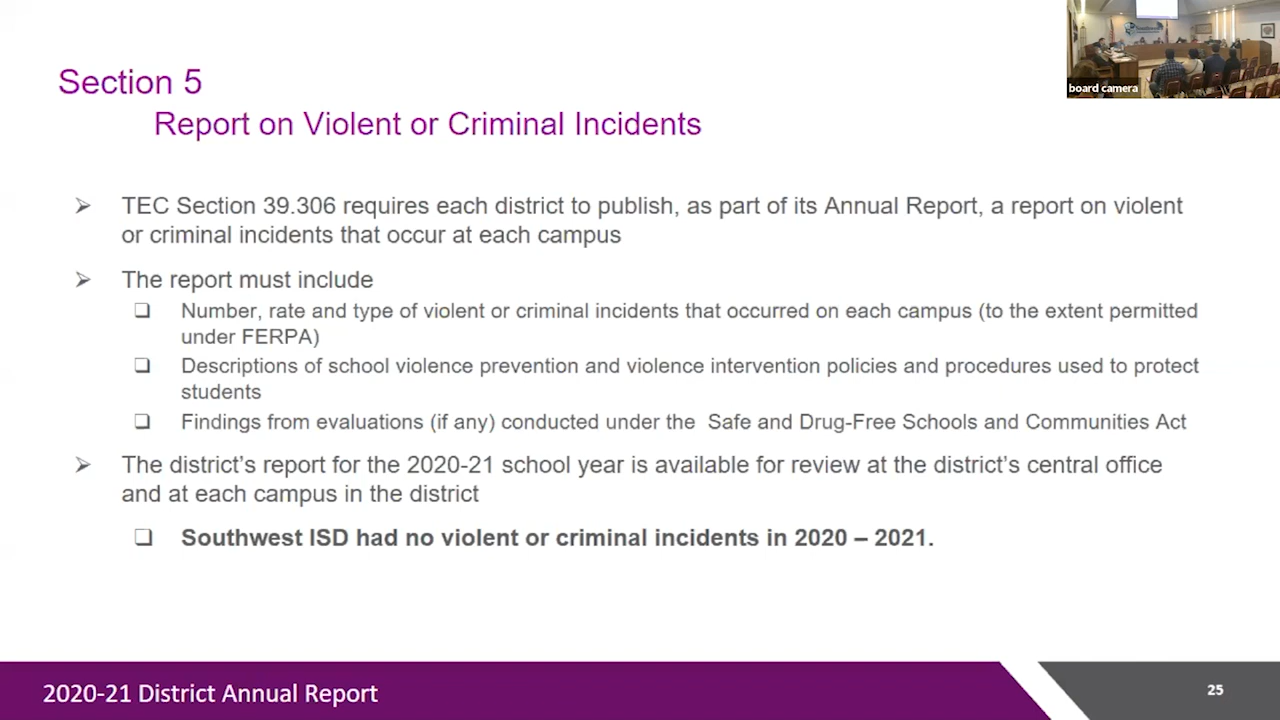 board camera
Section 5
Report on Violent or Criminal Incidents
TEC Section 39.306 requires each district to publish, as part of its Annual Report, a report on violent
or criminal incidents that occur at each campus
The report must include
Number, rate and type of violent or criminal incidents that occurred on each campus (to the extent permitted
under FERPA)
Descriptions of school violence prevention and violence intervention policies and procedures used to protect
students
Findings from evaluations (if any) conducted under the Safe and Drug-Free Schools and Communities Act
The district's report for the 2020-21 school year is available for review at the district's central office
and at each campus in the district
Southwest ISD had no violent or criminal incidents in 2020 – 2021.
2020-21 District Annual Report
25